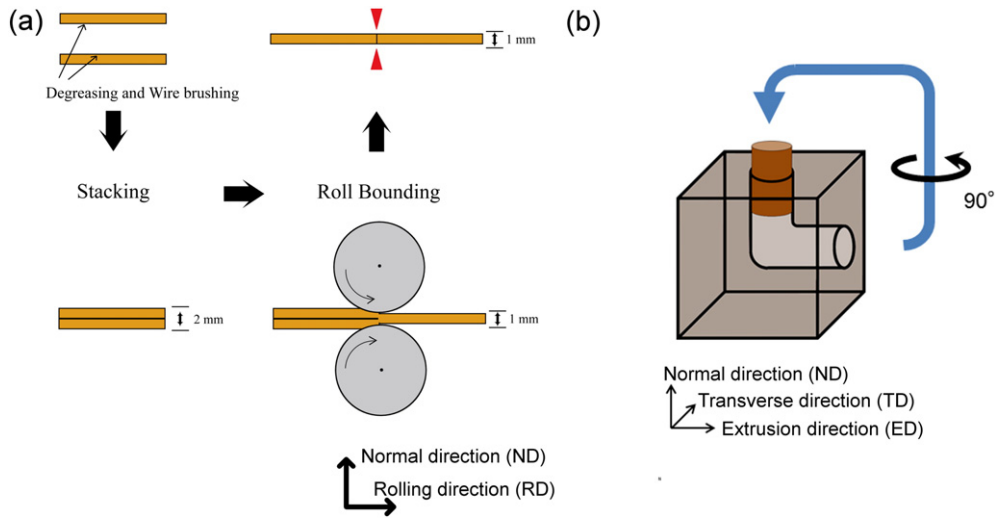 (a)
Degreasing and Wire brushing
1 mm
Stacking
Roll Bounding
2 mm
1 mm
Normal direction (ND)
Rolling direction (RD)
(b)
90°
Normal direction (ND)
Transverse direction (TD)
Extrusion direction (ED)